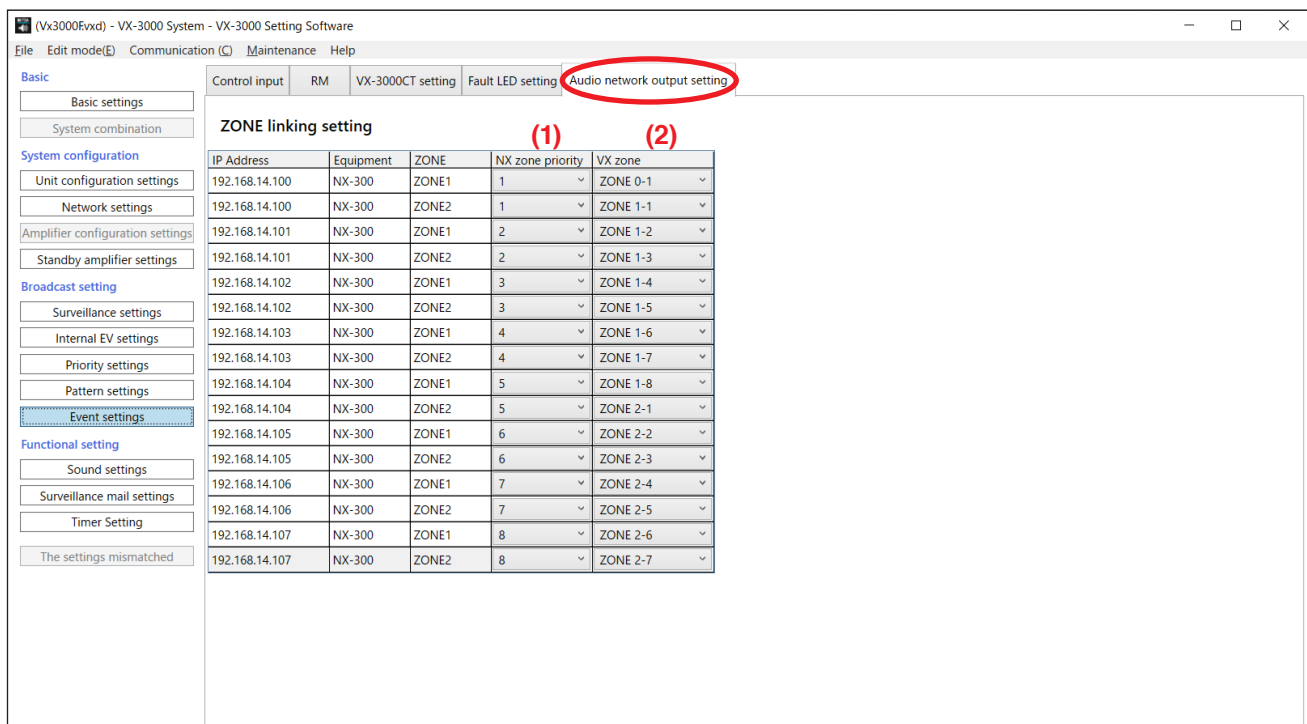 (Vx3000F.vxd) - VX-3000 System - VX-3000 Setting Software
File Edit mode(E) Communication (C) Maintenance Help
Basic
Basic settings
System combination
System configuration
Unit configuration settings
Network settings
Amplifier configuration settings
Standby amplifier settings
Broadcast setting
Surveillance settings
Internal EV settings
Priority settings
Pattern settings
Event settings
Functional setting
Sound settings
Surveillance mail settings
Timer Setting
The settings mismatched
Control input RM VX-3000CT setting Fault LED setting Audio network output setting
ZONE linking setting
(1) (2)
IP Address Equipment ZONE NX zone priority VX zone
192.168.14.100 NX-300 ZONE1 1 ZONE 0-1
192.168.14.100 NX-300 ZONE2 1 ZONE 1-1
192.168.14.101 NX-300 ZONE1 2 ZONE 1-2
192.168.14.101 NX-300 ZONE2 2 ZONE 1-3
192.168.14.102 NX-300 ZONE1 3 ZONE 1-4
192.168.14.102 NX-300 ZONE2 3 ZONE 1-5
192.168.14.103 NX-300 ZONE1 4 ZONE 1-6
192.168.14.103 NX-300 ZONE2 4 ZONE 1-7
192.168.14.104 NX-300 ZONE1 5 ZONE 1-8
192.168.14.104 NX-300 ZONE2 5 ZONE 2-1
192.168.14.105 NX-300 ZONE1 6 ZONE 2-2
192.168.14.105 NX-300 ZONE2 6 ZONE 2-3
192.168.14.106 NX-300 ZONE1 7 ZONE 2-4
192.168.14.106 NX-300 ZONE2 7 ZONE 2-5
192.168.14.107 NX-300 ZONE1 8 ZONE 2-6
192.168.14.107 NX-300 ZONE2 8 ZONE 2-7